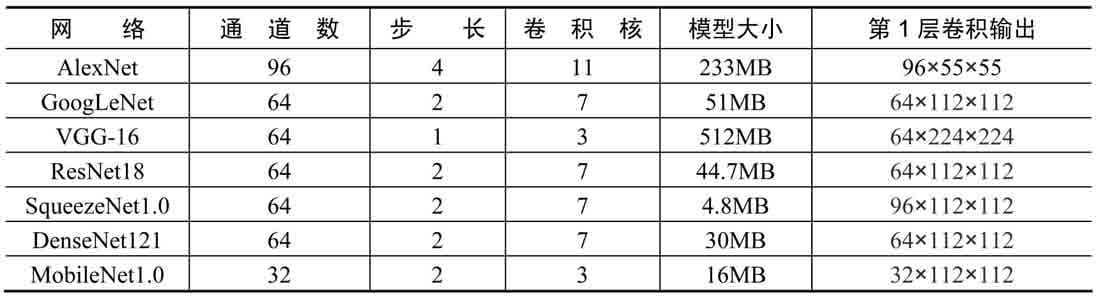 网 络 通 道 数 步 长 卷 积 核 模型大小 第 1 层卷积输出
AlexNet 96 4 11 233MB 96×55×55
GoogLeNet 64 2 7 51MB 64×112×112
VGG-16 64 1 3 512MB 64×224×224
ResNet18 64 2 7 44.7MB 64×112×112
SqueezeNet1.0 64 2 7 4.8MB 96×112×112
DenseNet121 64 2 7 30MB 64×112×112
MobileNet1.0 32 2 3 16MB 32×112×112